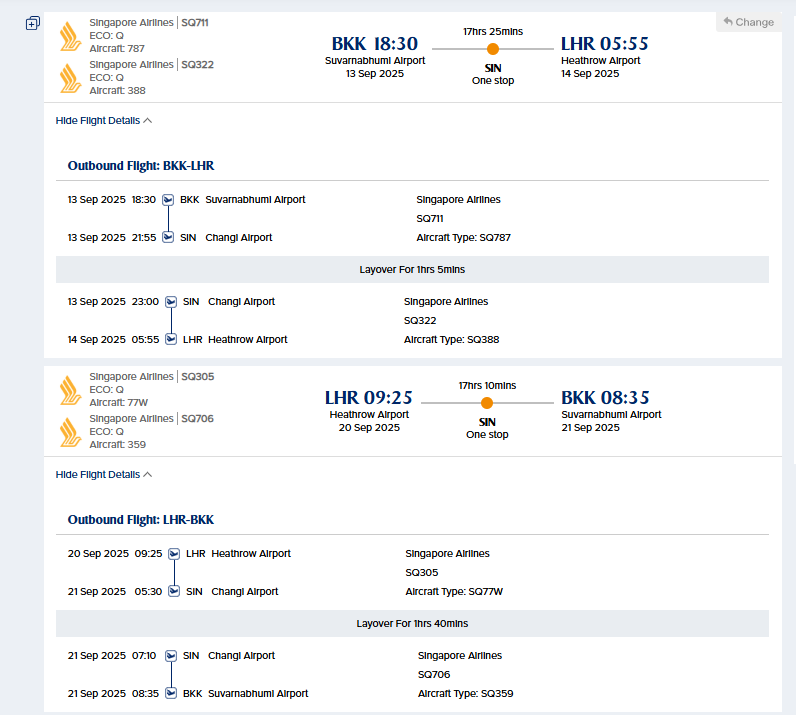 Singapore Airlines | SQ711
ECO: Q
Aircraft: 787
Singapore Airlines | SQ322
ECO: Q
Aircraft: 388
BKK 18:30
Suvarnabhumi Airport
13 Sep 2025
17hrs 25mins
SIN
One stop
LHR 05:55
Heathrow Airport
14 Sep 2025
Change
Hide Flight Details
Outbound Flight: BKK-LHR
13 Sep 2025 18:30 BKK Suvarnabhumi Airport Singapore Airlines
SQ711
13 Sep 2025 21:55 SIN Changi Airport Aircraft Type: SQ787
Layover For 1hrs 5mins
13 Sep 2025 23:00 SIN Changi Airport Singapore Airlines
SQ322
14 Sep 2025 05:55 LHR Heathrow Airport Aircraft Type: SQ388
Singapore Airlines | SQ305
ECO: Q
Aircraft: 77W
Singapore Airlines | SQ706
ECO: Q
Aircraft: 359
LHR 09:25
Heathrow Airport
20 Sep 2025
17hrs 10mins
SIN
One stop
BKK 08:35
Suvarnabhumi Airport
21 Sep 2025
Hide Flight Details
Outbound Flight: LHR-BKK
20 Sep 2025 09:25 LHR Heathrow Airport Singapore Airlines
SQ305
21 Sep 2025 05:30 SIN Changi Airport Aircraft Type: SQ77W
Layover For 1hrs 40mins
21 Sep 2025 07:10 SIN Changi Airport Singapore Airlines
SQ706
21 Sep 2025 08:35 BKK Suvarnabhumi Airport Aircraft Type: SQ359